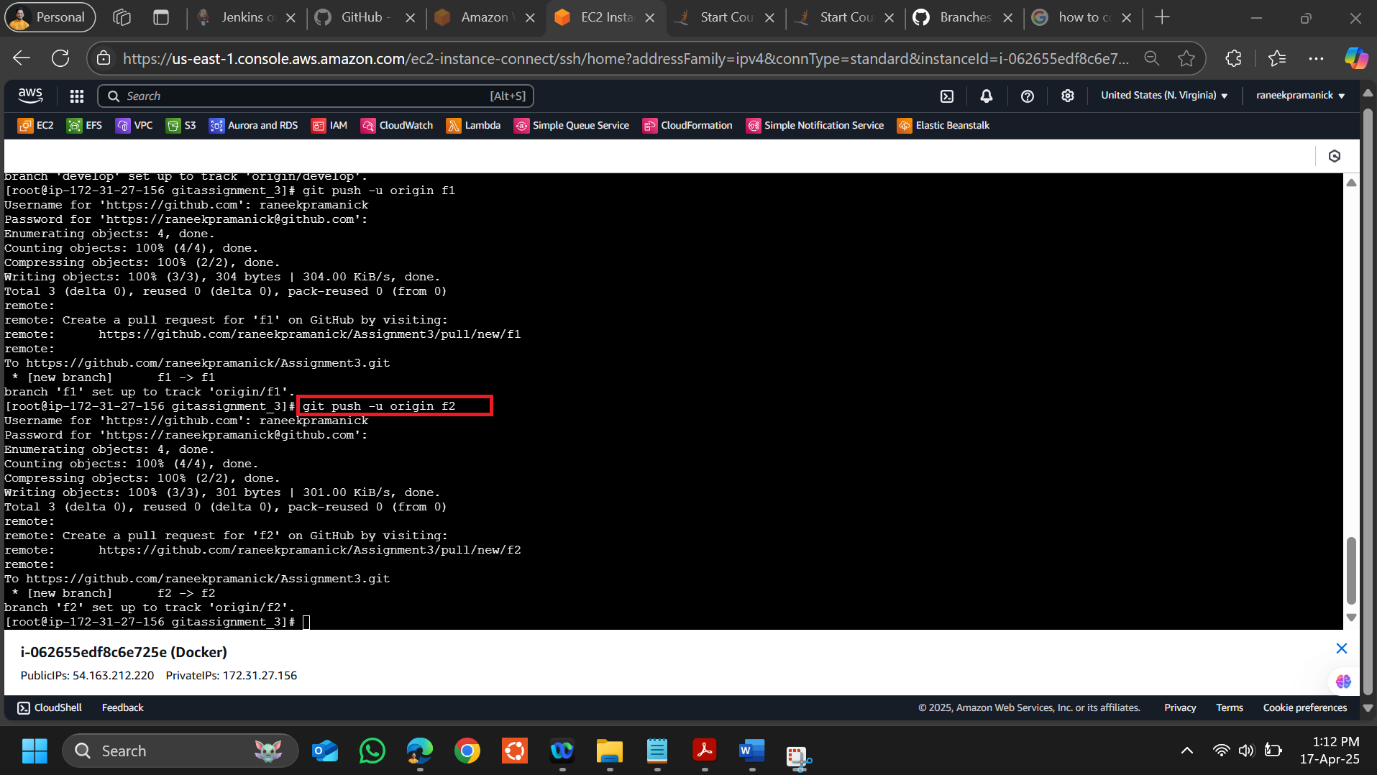 Personal
Jenkins o
GitHub -
Amazon
EC2 Insta
Start Cou
Start Cou
Branches
how to c
https://us-east-1.console.aws.amazon.com/ec2-instance-connect/ssh/home?addressFamily=ipv4&connType=standard&instanceId=i-062655edf8c6e7...
aws
Search
[Alt+S]
United States (N. Virginia)
raneekpramanick
EC2
EFS
VPC
S3
Aurora and RDS
IAM
CloudWatch
Lambda
Simple Queue Service
CloudFormation
Simple Notification Service
Elastic Beanstalk
branch 'develop' set up to track 'origin/develop'.
[root@ip-172-31-27-156 gitassignment_3]# git push -u origin f1
Username for 'https://github.com': raneekpramanick
Password for 'https://raneekpramanick@github.com':
Enumerating objects: 4, done.
Counting objects: 100% (4/4), done.
Compressing objects: 100% (2/2), done.
Writing objects: 100% (3/3), 304 bytes | 304.00 KiB/s, done.
Total 3 (delta 0), reused 0 (delta 0), pack-reused 0 (from 0)
remote:
remote: Create a pull request for 'f1' on GitHub by visiting:
remote:      https://github.com/raneekpramanick/Assignment3/pull/new/f1
remote:
To https://github.com/raneekpramanick/Assignment3.git
 * [new branch]      f1 -> f1
branch 'f1' set up to track 'origin/f1'.
[root@ip-172-31-27-156 gitassignment_3]# git push -u origin f2
Username for 'https://github.com': raneekpramanick
Password for 'https://raneekpramanick@github.com':
Enumerating objects: 4, done.
Counting objects: 100% (4/4), done.
Compressing objects: 100% (2/2), done.
Writing objects: 100% (3/3), 301 bytes | 301.00 KiB/s, done.
Total 3 (delta 0), reused 0 (delta 0), pack-reused 0 (from 0)
remote:
remote: Create a pull request for 'f2' on GitHub by visiting:
remote:      https://github.com/raneekpramanick/Assignment3/pull/new/f2
remote:
To https://github.com/raneekpramanick/Assignment3.git
 * [new branch]      f2 -> f2
branch 'f2' set up to track 'origin/f2'.
[root@ip-172-31-27-156 gitassignment_3]#
i-062655edf8c6e725e (Docker)
PublicIPs: 54.163.212.220 PrivateIPs: 172.31.27.156
CloudShell
Feedback
© 2025, Amazon Web Services, Inc. or its affiliates.
Privacy
Terms
Cookie preferences
Search
1:12 PM
17-Apr-25